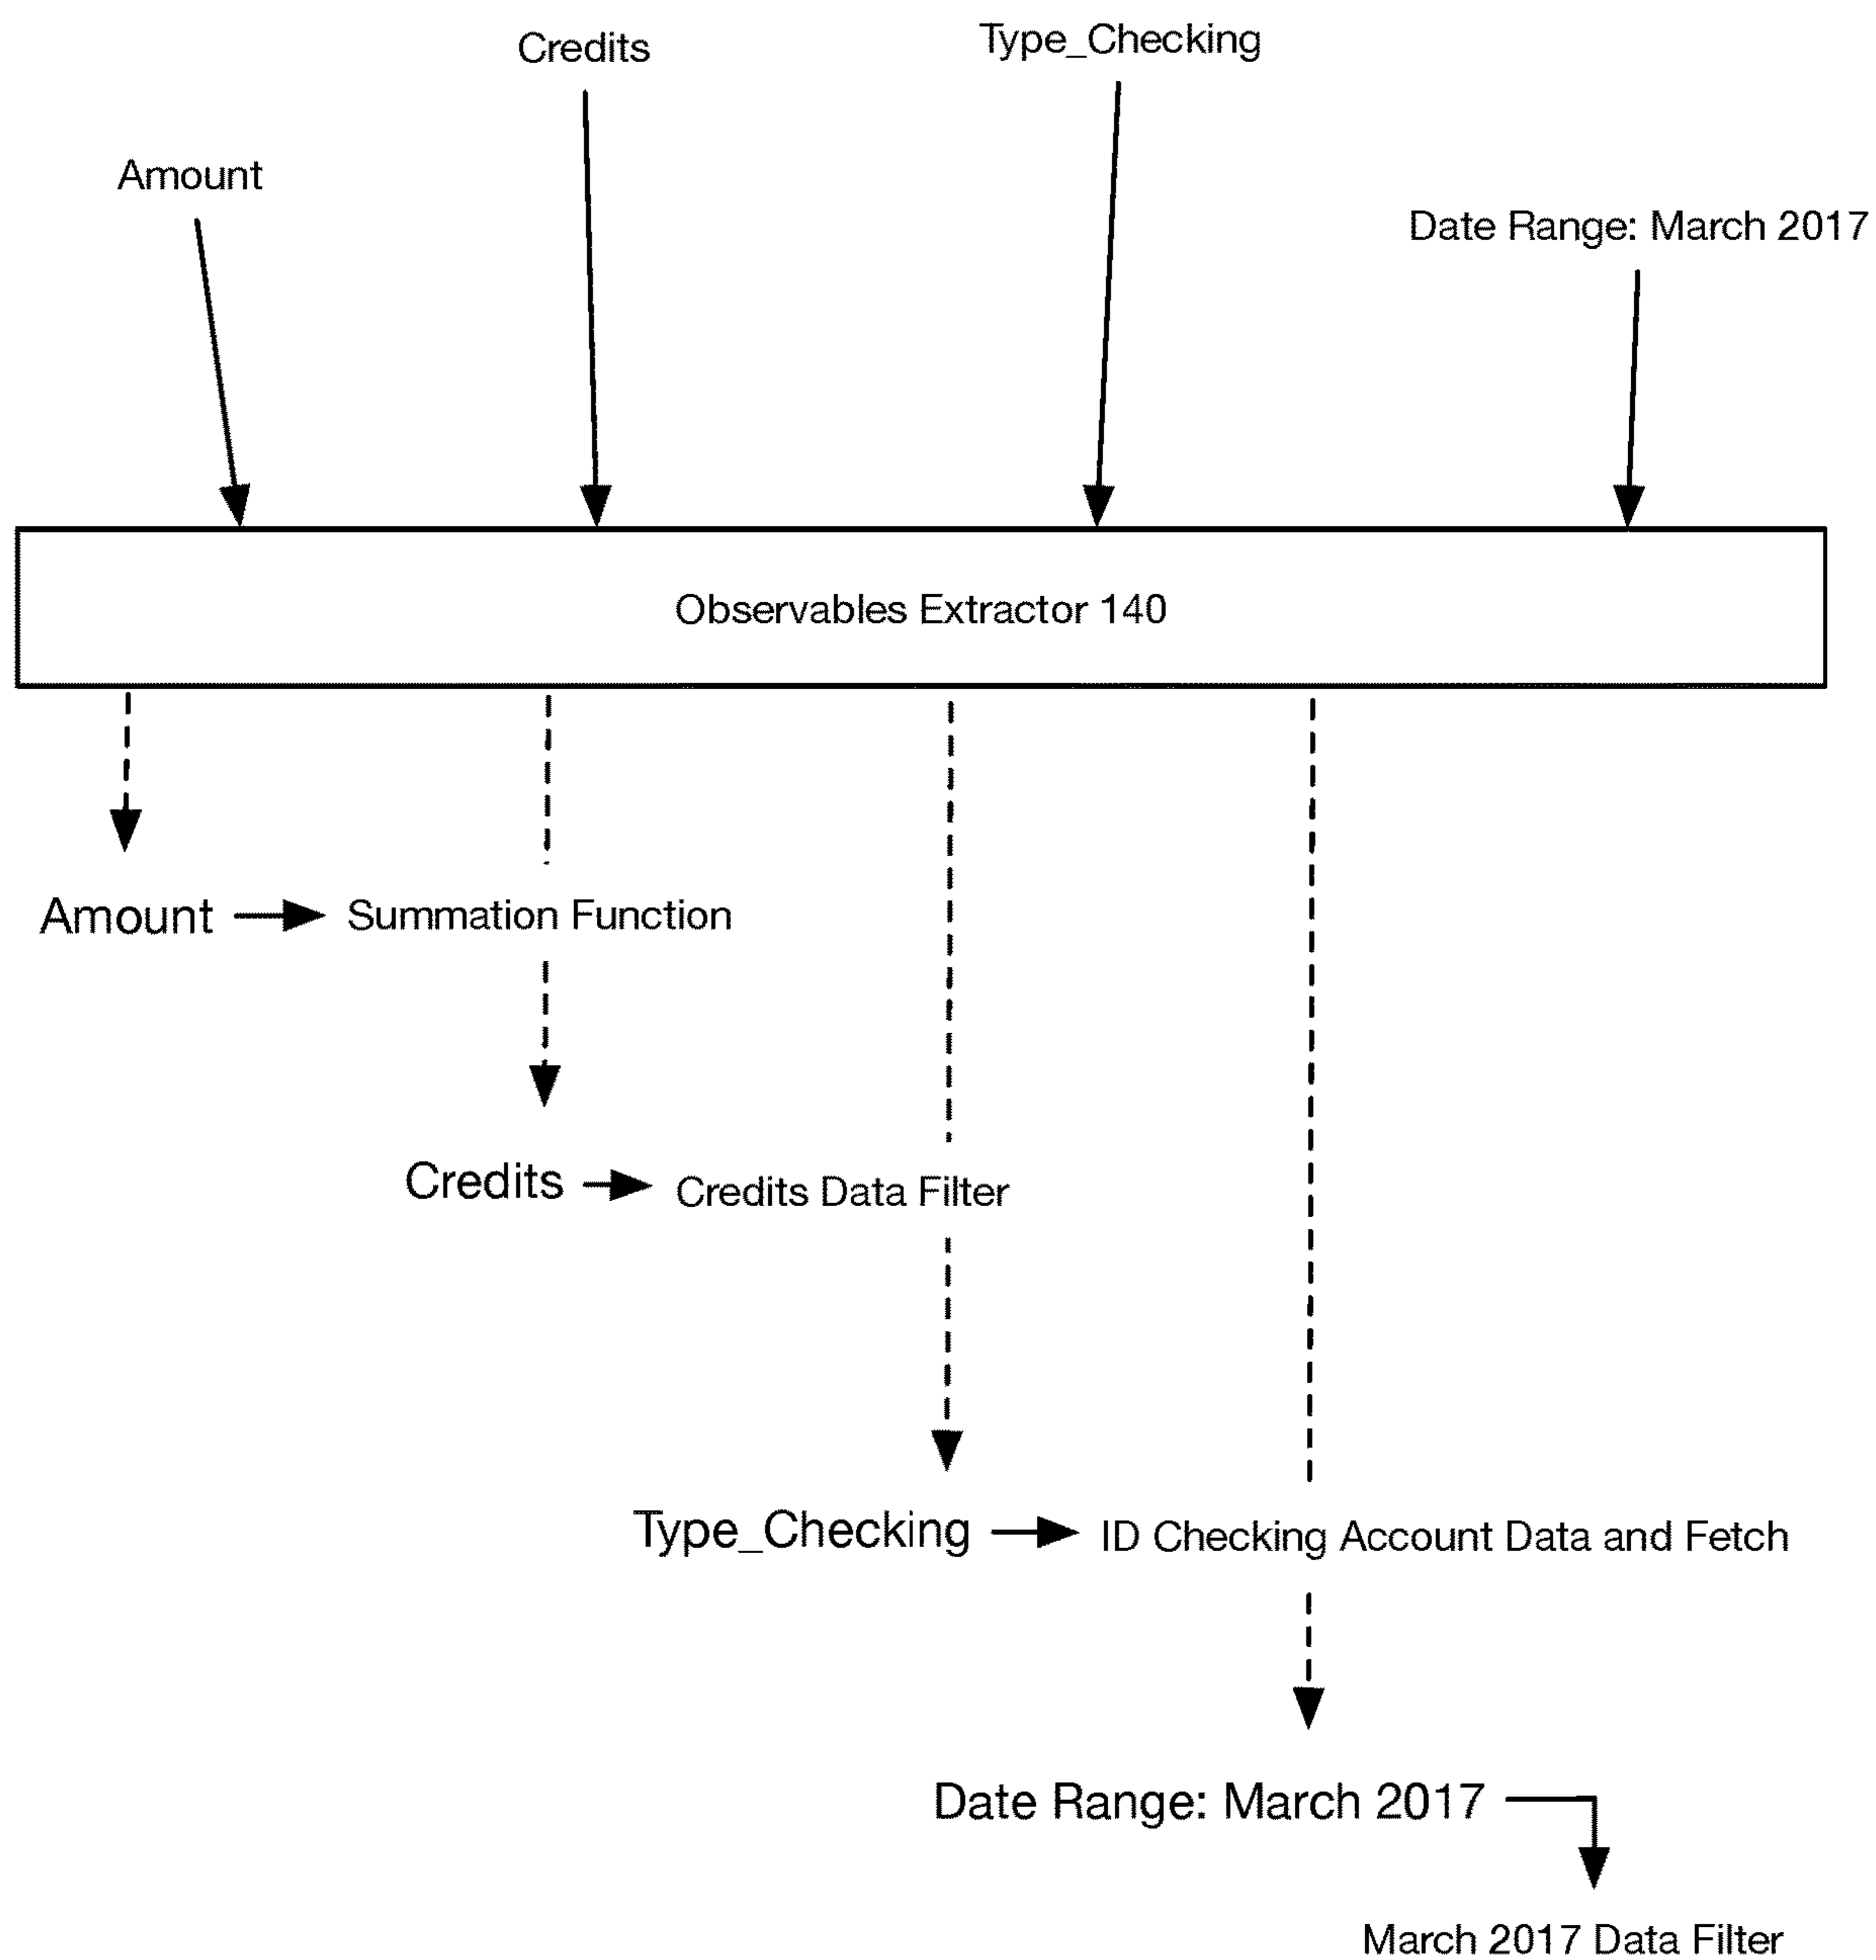 Credits
Type_Checking
Amount
Date Range: March 2017
Observables Extractor 140
Amount
Summation Function
Credits
Credits Data Filter
Type_Checking
ID Checking Account Data and Fetch
Date Range: March 2017
March 2017 Data Filter